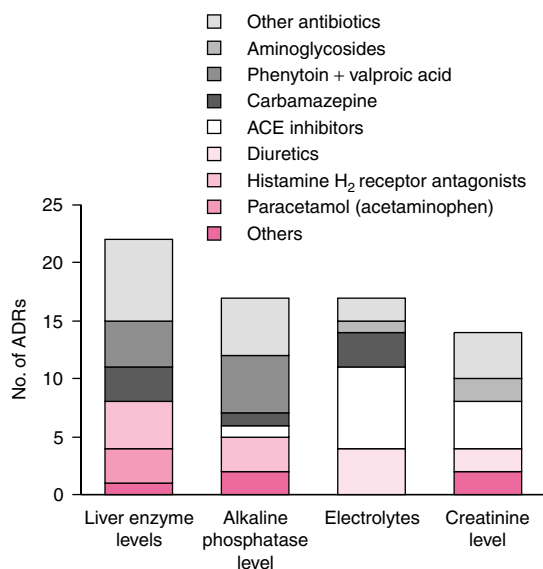 Other antibiotics
Aminoglycosides
Phenytoin + valproic acid
Carbamazepine
ACE inhibitors
Diuretics
Histamine H₂ receptor antagonists
Paracetamol (acetaminophen)
Others
25
20
15
10
5
0
No. of ADRs
Liver enzyme
levels
Alkaline
phosphatase
level
Electrolytes
Creatinine
level